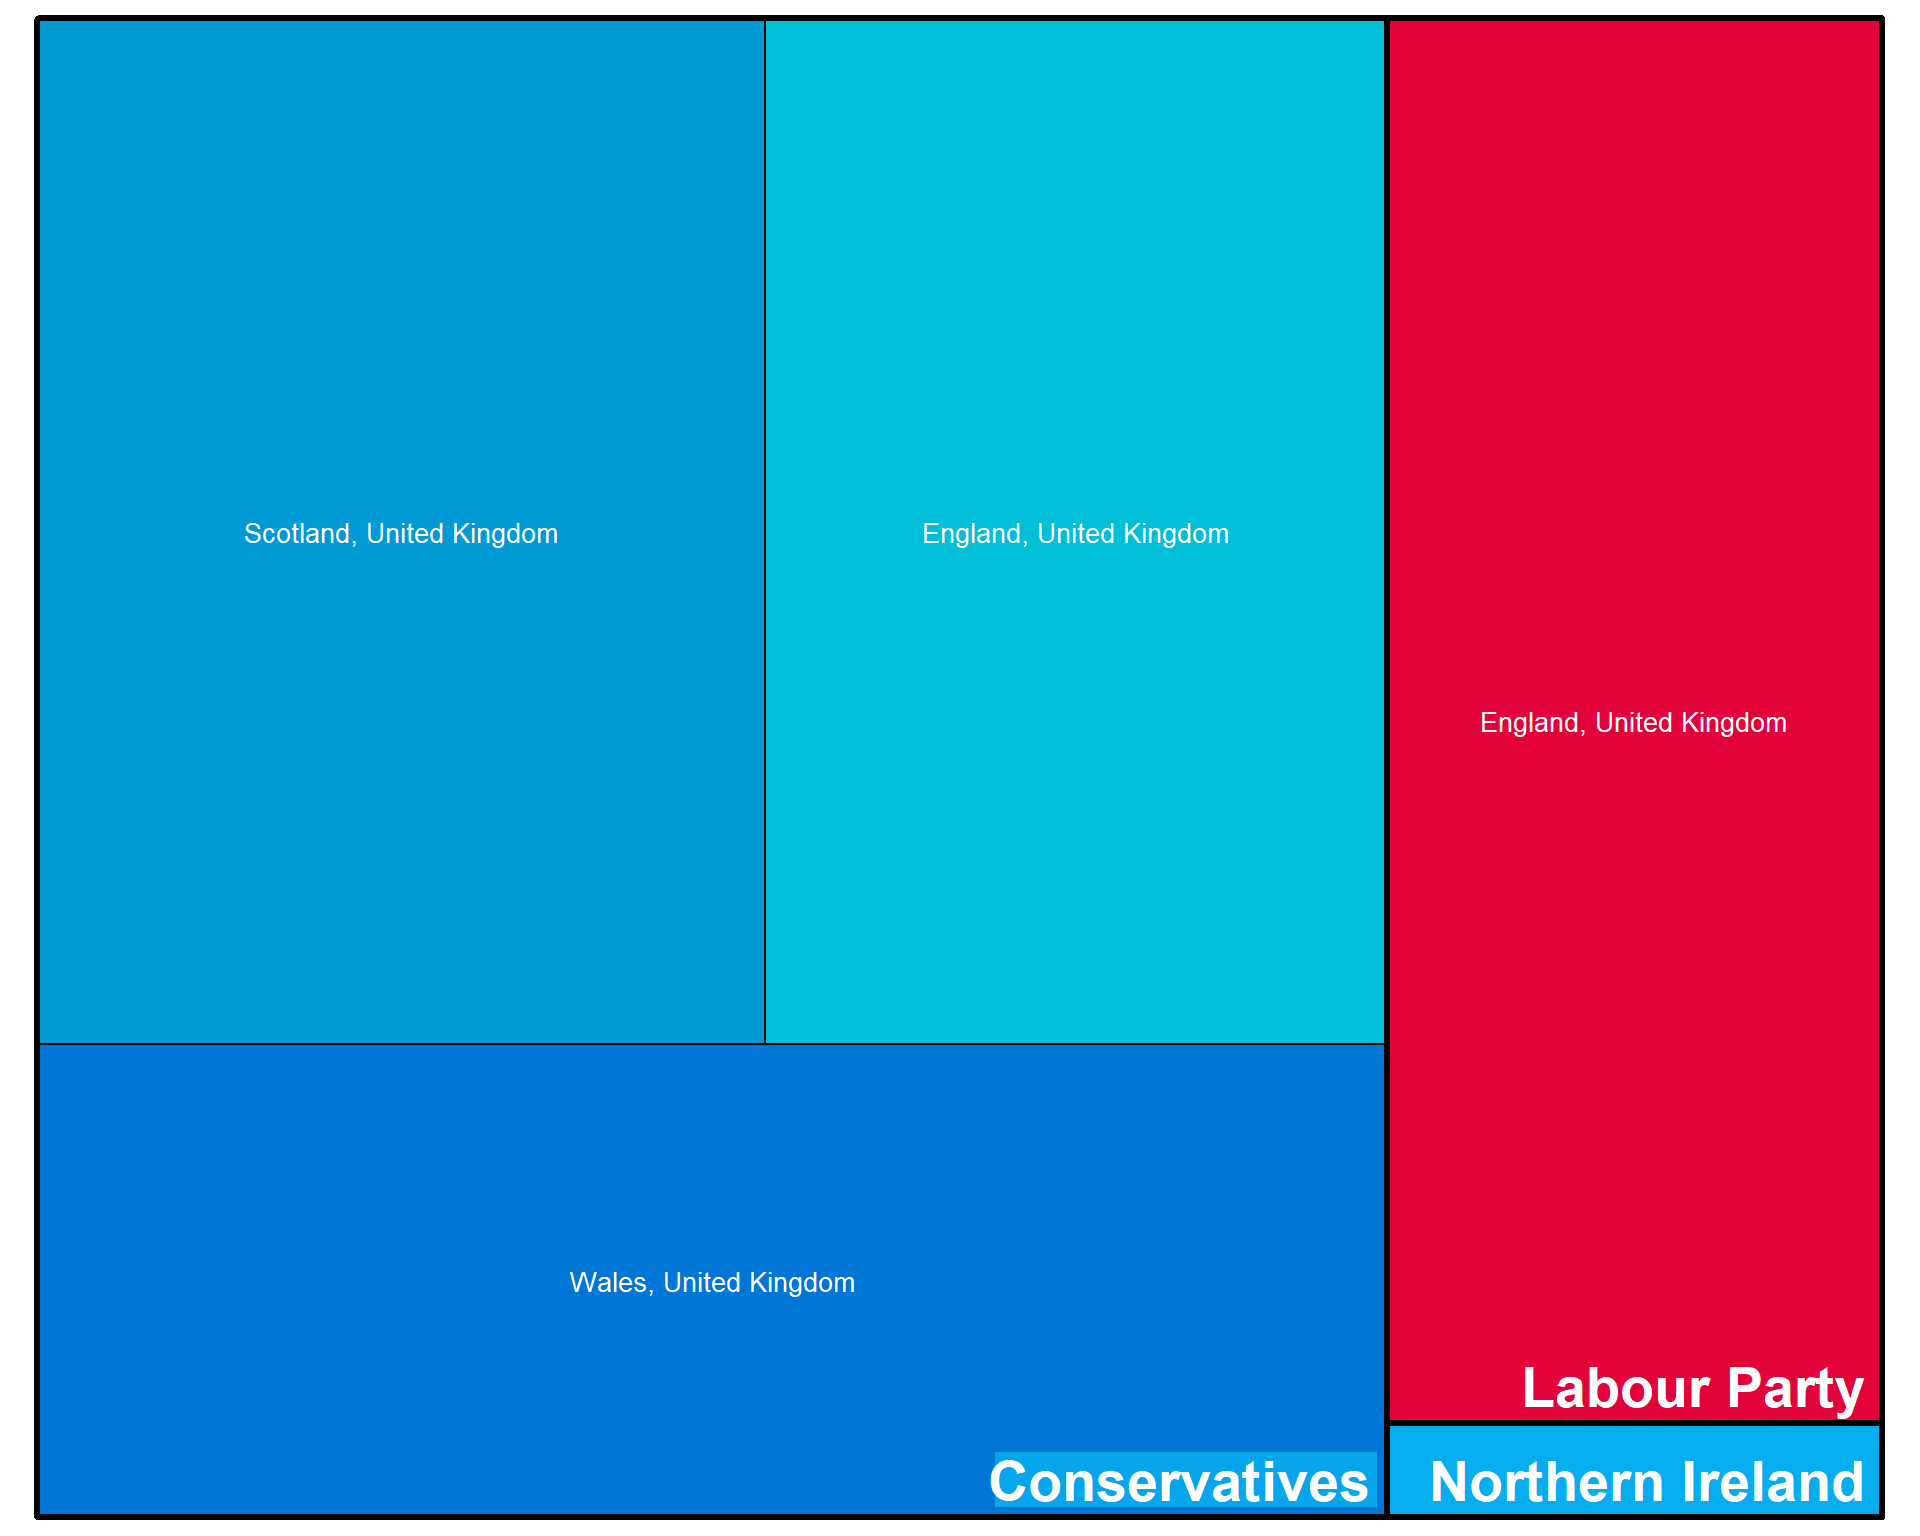 Scotland, United Kingdom
England, United Kingdom
England, United Kingdom
Wales, United Kingdom
Labour Party
Conservatives
Northern Ireland